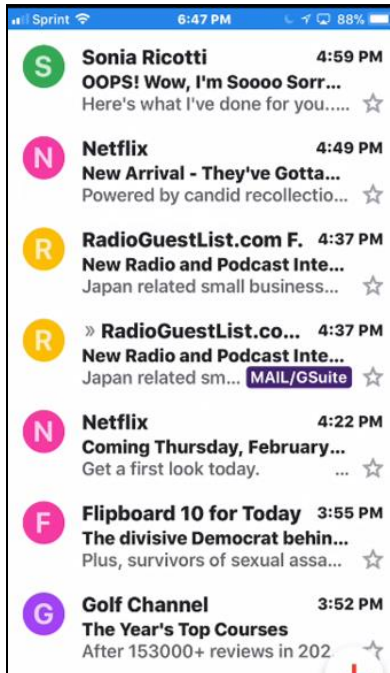 Sprint 6:47 PM 88%
S Sonia Ricotti 4:59 PM
OOPS! Wow, I'm Soooo Sorr...
Here's what I've done for you.....
N Netflix 4:49 PM
New Arrival - They've Gotta...
Powered by candid recollectio...
R RadioGuestList.com F. 4:37 PM
New Radio and Podcast Inte...
Japan related small business...
R » RadioGuestList.co... 4:37 PM
New Radio and Podcast Inte...
Japan related sm... MAIL/GSuite
N Netflix 4:22 PM
Coming Thursday, February...
Get a first look today. ...
F Flipboard 10 for Today 3:55 PM
The divisive Democrat behin...
Plus, survivors of sexual assa...
G Golf Channel 3:52 PM
The Year's Top Courses
After 153000+ reviews in 202